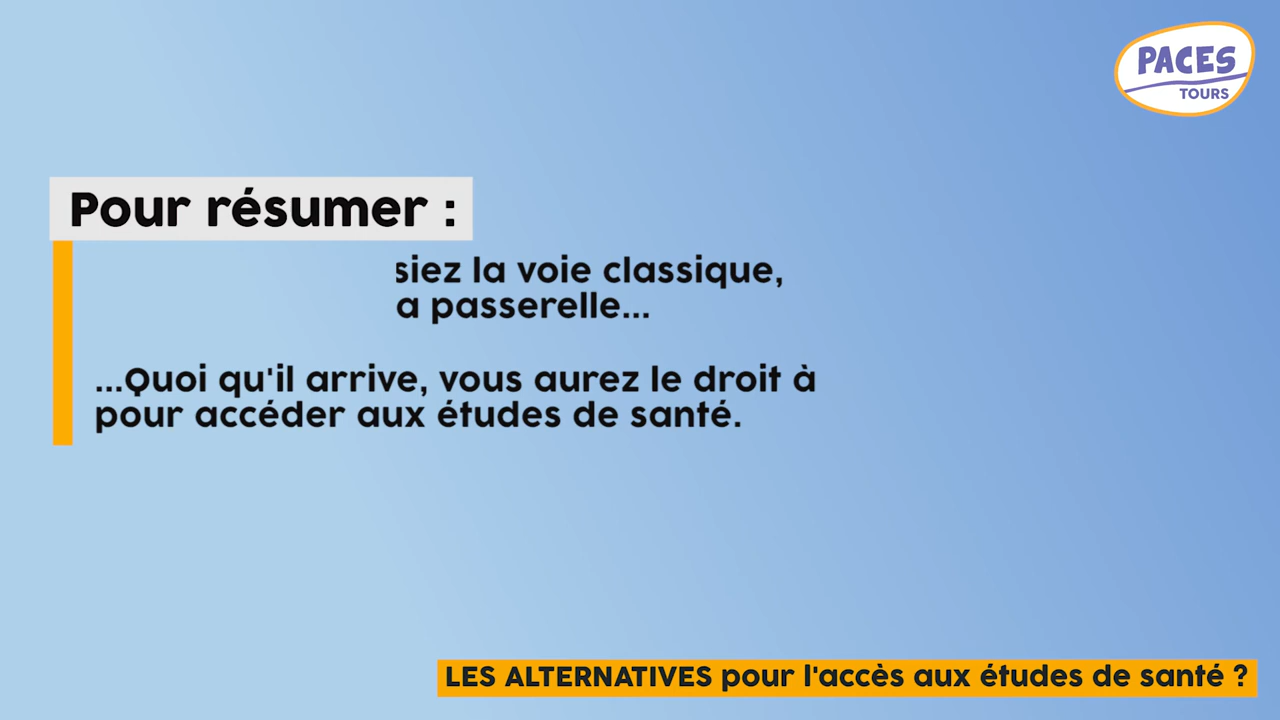 PACES
TOURS
Pour résumer :
la voie classique,
passerelle...
...Quoi qu'il arrive, vous aurez le droit à
pour accéder aux études de santé.
LES ALTERNATIVES pour l'accès aux études de santé ?